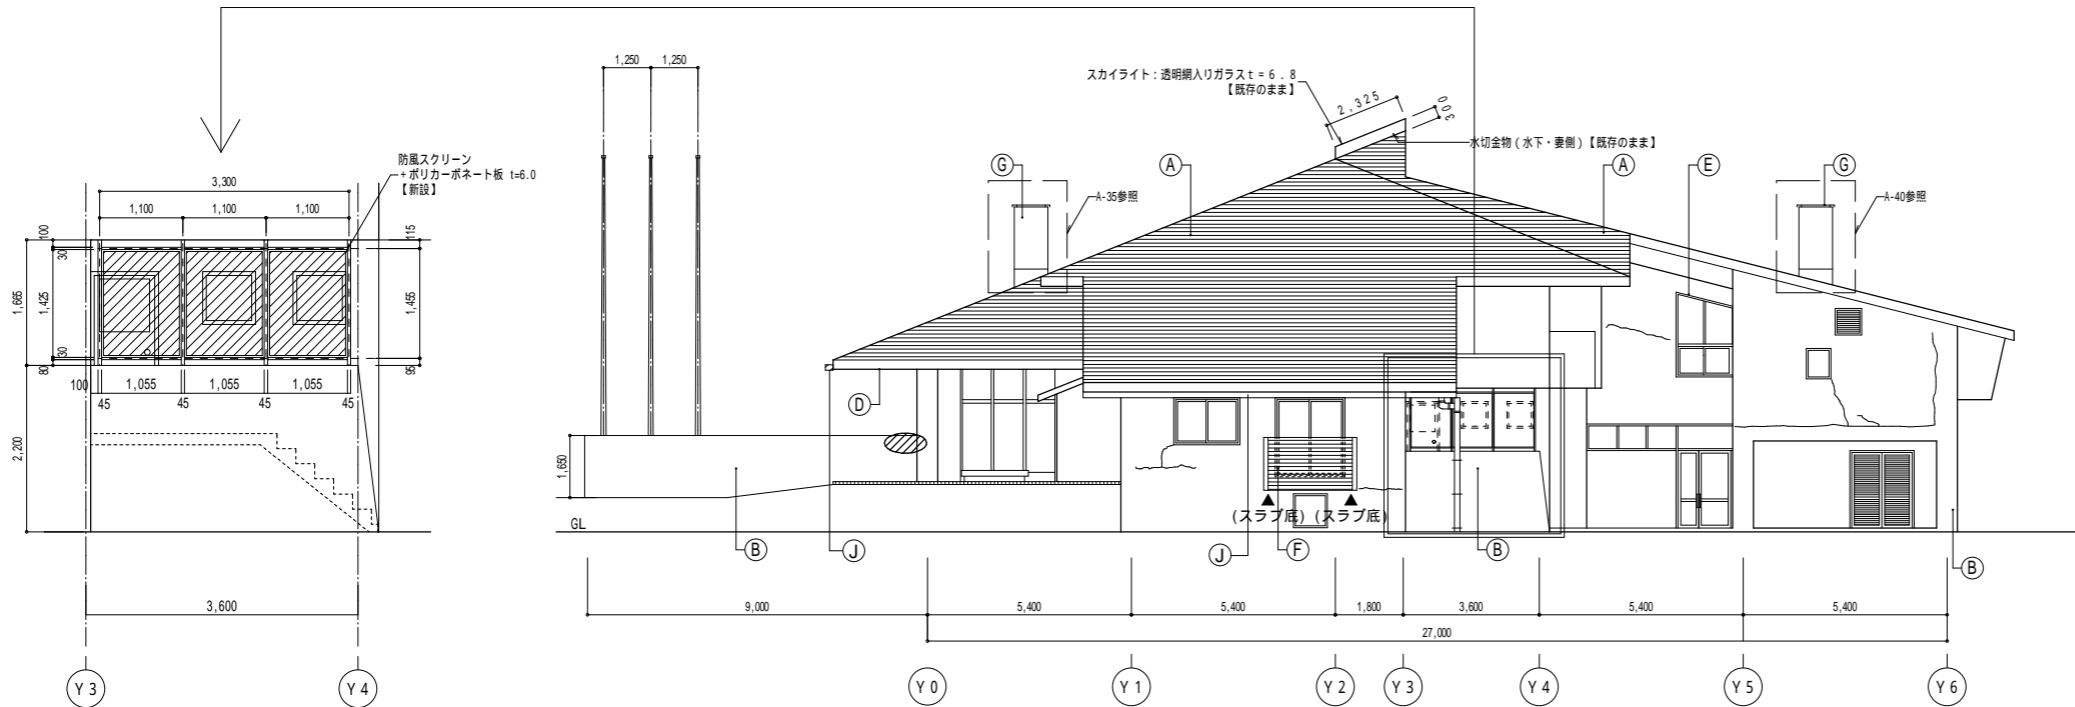 1,250
1,250
スカイライト：透明網入りガラスt＝6.8
【既存のまま】
2,325
300
水切金物（水下・妻側）【既存のまま】
防風スクリーン
+ポリカーボネート板 t=6.0
【新設】
G
A
A
E
G
A-35参照
A-40参照
3,300
1,100
1,100
1,100
100
30
1,425
30
80
1,665
2,200
115
1,455
95
100
1,055
1,055
1,055
45
45
45
45
3,600
Y3
Y4
D
1,650
GL
B
J
(スラブ底)
(スラブ底)
J
F
B
B
9,000
5,400
5,400
1,800
3,600
5,400
5,400
27,000
Y0
Y1
Y2
Y3
Y4
Y5
Y6